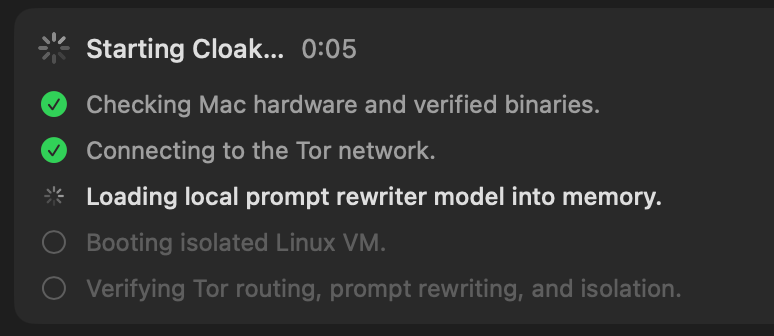 Starting Cloak... 0:05
Checking Mac hardware and verified binaries.
Connecting to the Tor network.
Loading local prompt rewriter model into memory.
Booting isolated Linux VM.
Verifying Tor routing, prompt rewriting, and isolation.